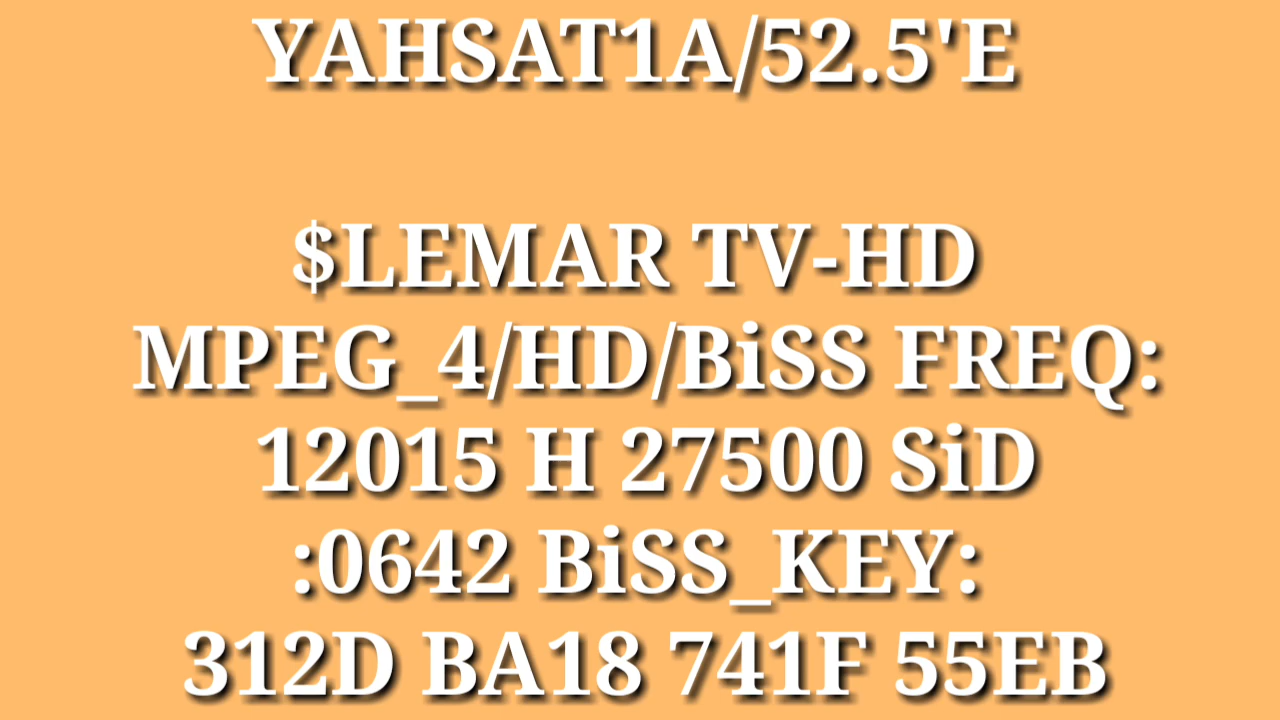 YAHSAT1A/52.5'E
$LEMAR TV-HD
MPEG_4/HD/BiSS FREQ:
12015 H 27500 SiD
:0642 BiSS_KEY:
312D BA18 741F 55EB